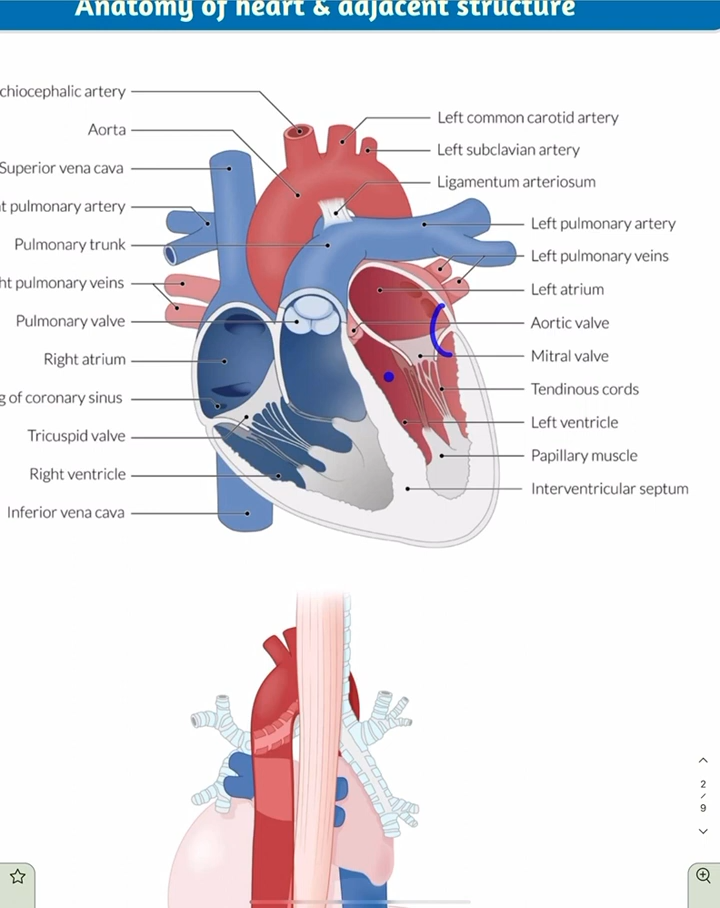 Anatomy of heart & adjacent structure
chiocephalic artery
Aorta
Superior vena cava
nt pulmonary artery
Pulmonary trunk
ht pulmonary veins
Pulmonary valve
Right atrium
g of coronary sinus
Tricuspid valve
Right ventricle
Inferior vena cava
Left common carotid artery
Left subclavian artery
Ligamentum arteriosum
Left pulmonary artery
Left pulmonary veins
Left atrium
Aortic valve
Mitral valve
Tendinous cords
Left ventricle
Papillary muscle
Interventricular septum
2
/
9